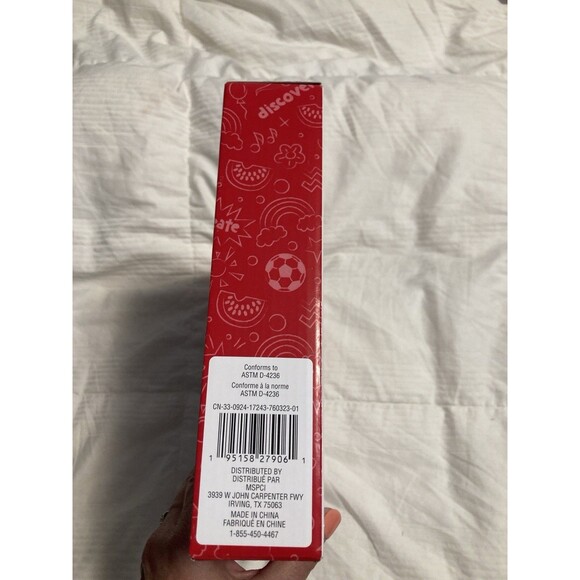 discove
ate
Conforms to
ASTM D-4236
Conforme à la norme
ASTM D-4236
CN-33-0924-17243-760323-01
1 95158 27906 1
DISTRIBUTED BY
DISTRIBUÉ PAR
MSPCI
3939 W JOHN CARPENTER FWY
IRVING, TX 75063
MADE IN CHINA
FABRIQUÉ EN CHINE
1-855-450-4467